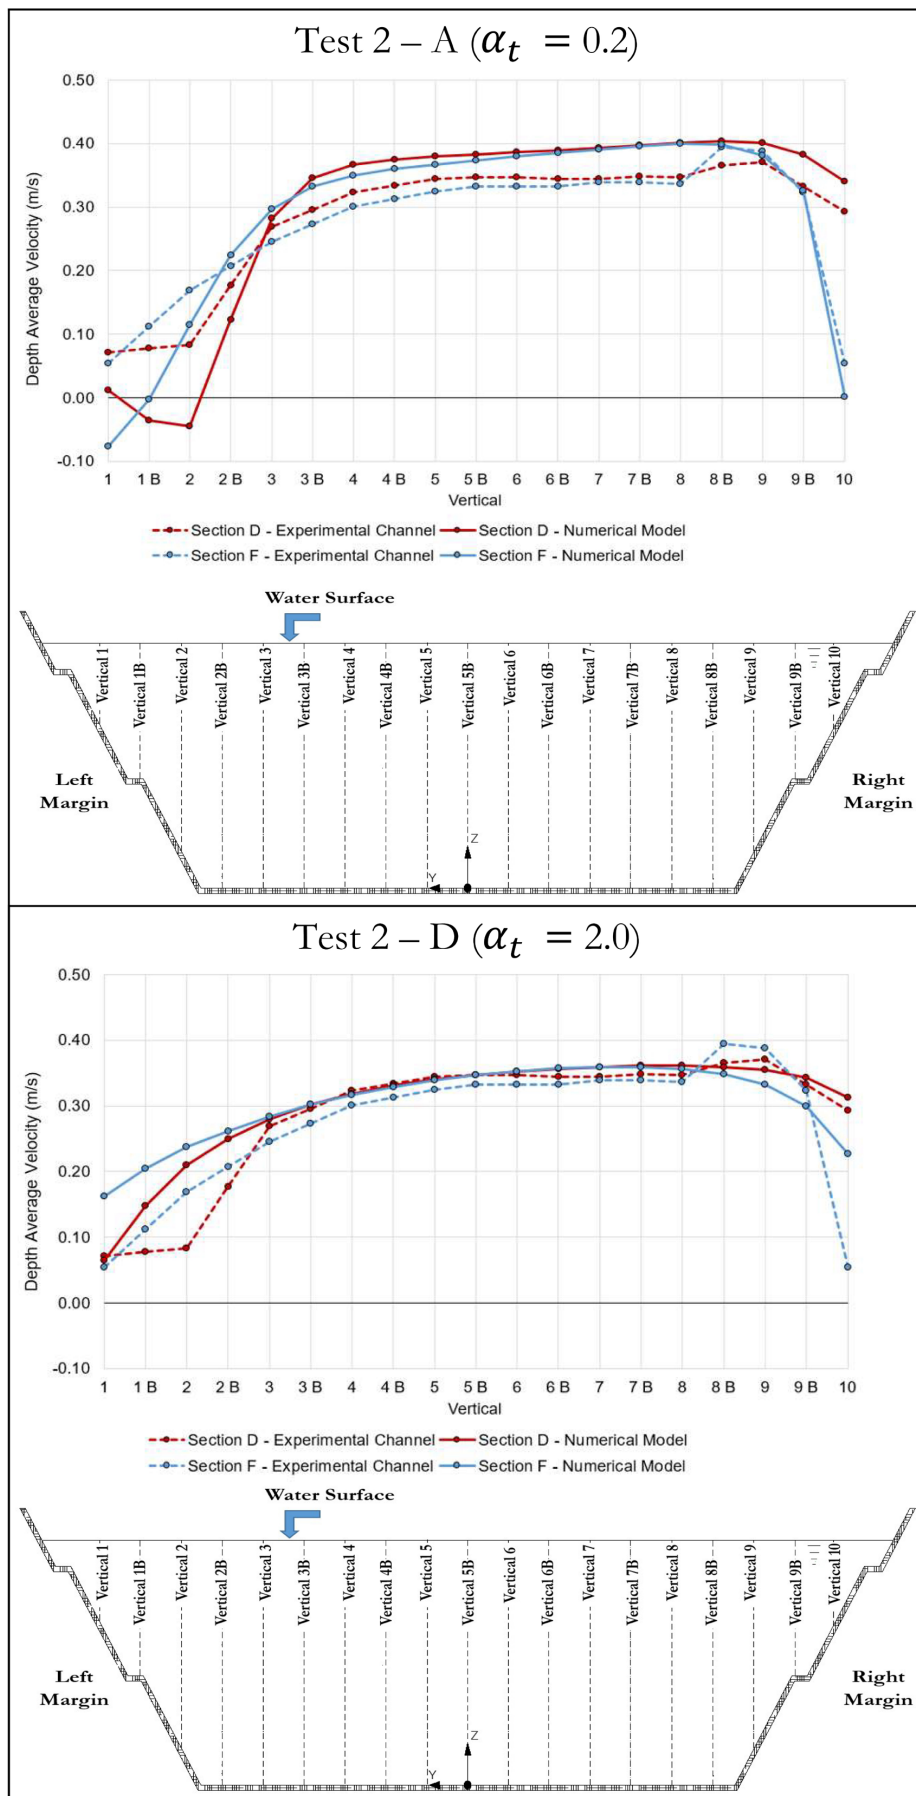 Test 2 – A (α_t = 0.2)
0.50
0.40
0.30
0.20
0.10
0.00
-0.10
Depth Average Velocity (m/s)
1 1 B 2 2 B 3 3 B 4 4 B 5 5 B 6 6 B 7 7 B 8 8 B 9 9 B 10
Vertical
Section D - Experimental Channel Section D - Numerical Model
Section F - Experimental Channel Section F - Numerical Model
Water Surface
Vertical 1
Vertical 1B
Vertical 2
Vertical 2B
Vertical 3
Vertical 3B
Vertical 4
Vertical 4B
Vertical 5
Vertical 5B
Vertical 6
Vertical 6B
Vertical 7
Vertical 7B
Vertical 8
Vertical 8B
Vertical 9
Vertical 9B
Vertical 10
Left
Margin
Right
Margin
Z
Y
Test 2 – D (α_t = 2.0)
0.50
0.40
0.30
0.20
0.10
0.00
-0.10
Depth Average Velocity (m/s)
1 1 B 2 2 B 3 3 B 4 4 B 5 5 B 6 6 B 7 7 B 8 8 B 9 9 B 10
Vertical
Section D - Experimental Channel Section D - Numerical Model
Section F - Experimental Channel Section F - Numerical Model
Water Surface
Vertical 1
Vertical 1B
Vertical 2
Vertical 2B
Vertical 3
Vertical 3B
Vertical 4
Vertical 4B
Vertical 5
Vertical 5B
Vertical 6
Vertical 6B
Vertical 7
Vertical 7B
Vertical 8
Vertical 8B
Vertical 9
Vertical 9B
Vertical 10
Left
Margin
Right
Margin
Z
Y